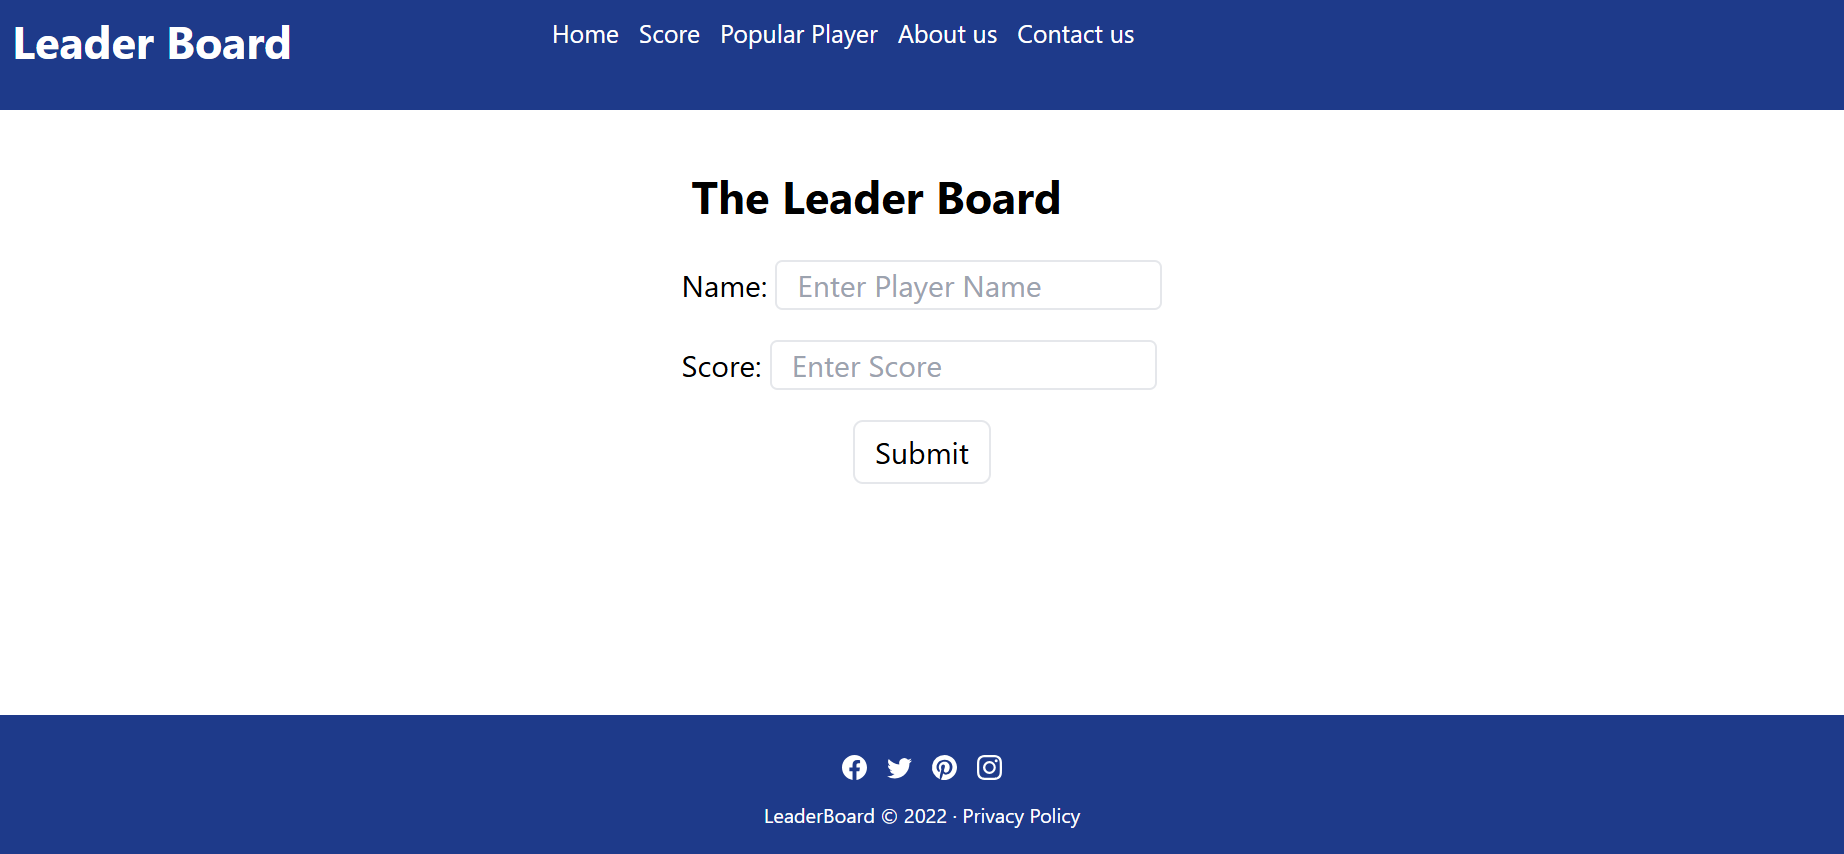 Leader Board
Home Score Popular Player About us Contact us
The Leader Board
Name: Enter Player Name
Score: Enter Score
Submit
LeaderBoard © 2022 · Privacy Policy